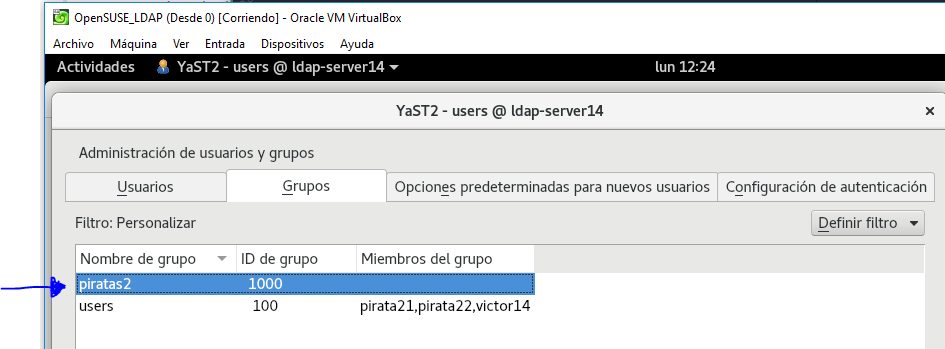 OpenSUSE_LDAP (Desde 0) [Corriendo] - Oracle VM VirtualBox
Archivo Máquina Ver Entrada Dispositivos Ayuda
Actividades YaST2 - users @ ldap-server14 lun 12:24
YaST2 - users @ ldap-server14 ×
Administración de usuarios y grupos
Usuarios Grupos Opciones predeterminadas para nuevos usuarios Configuración de autenticación
Filtro: Personalizar Definir filtro
Nombre de grupo ID de grupo Miembros del grupo
piratas2 1000
users 100 pirata21,pirata22,victor14